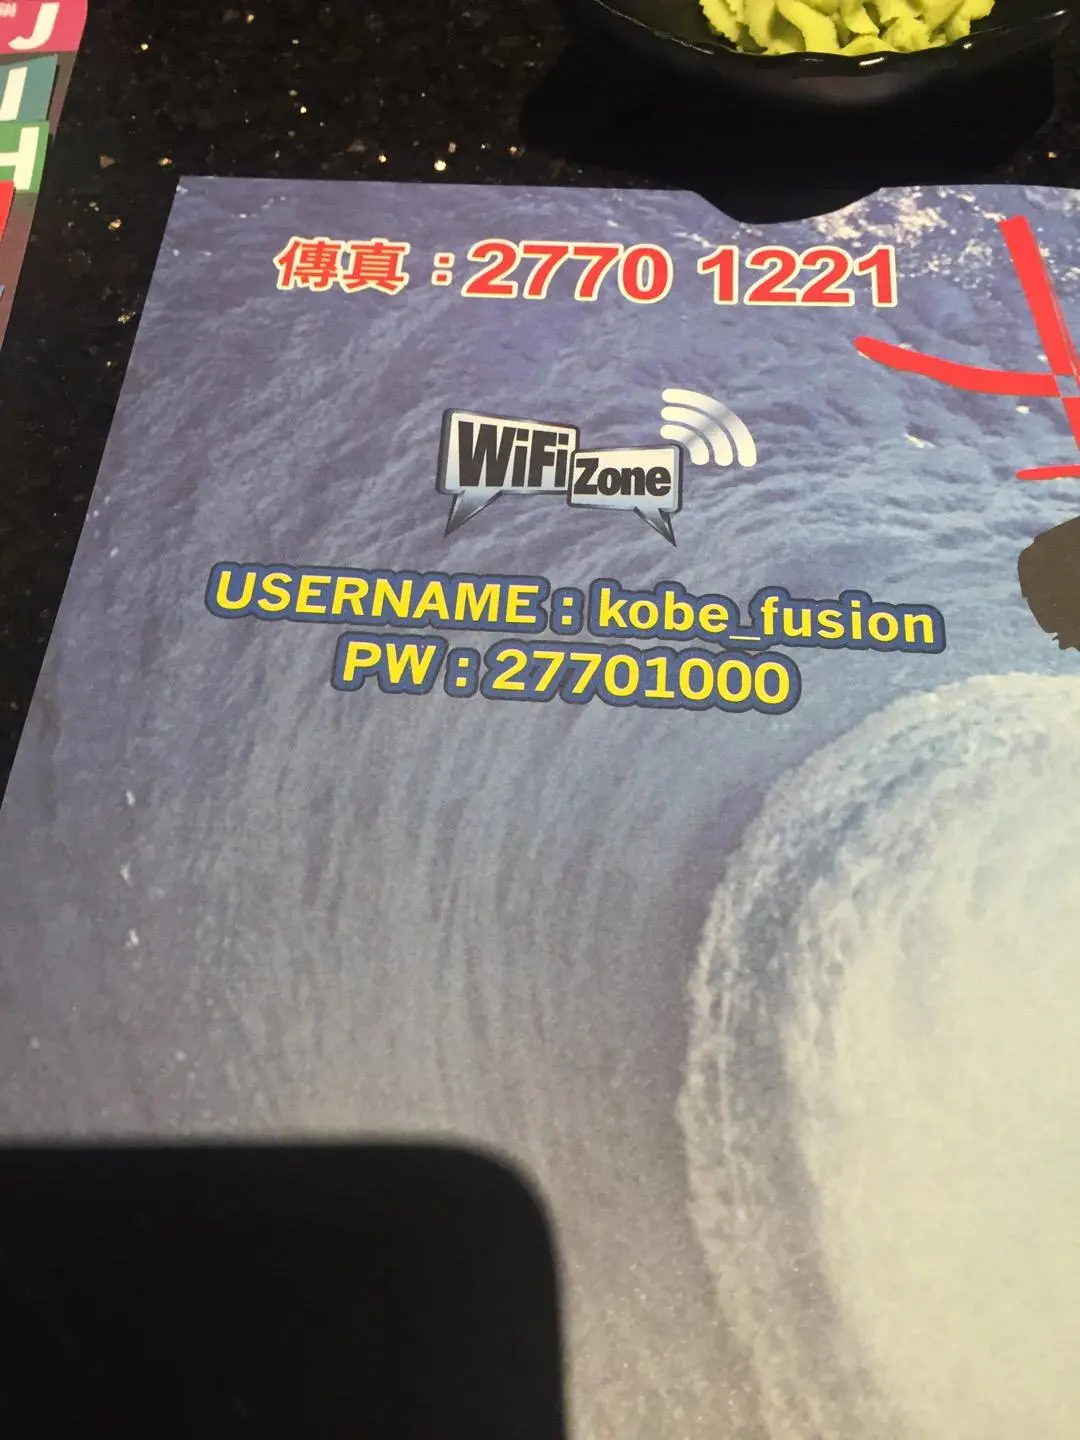 J
I
H
傳真：2770 1221
WiFi Zone
USERNAME : kobe_fusion
PW : 27701000